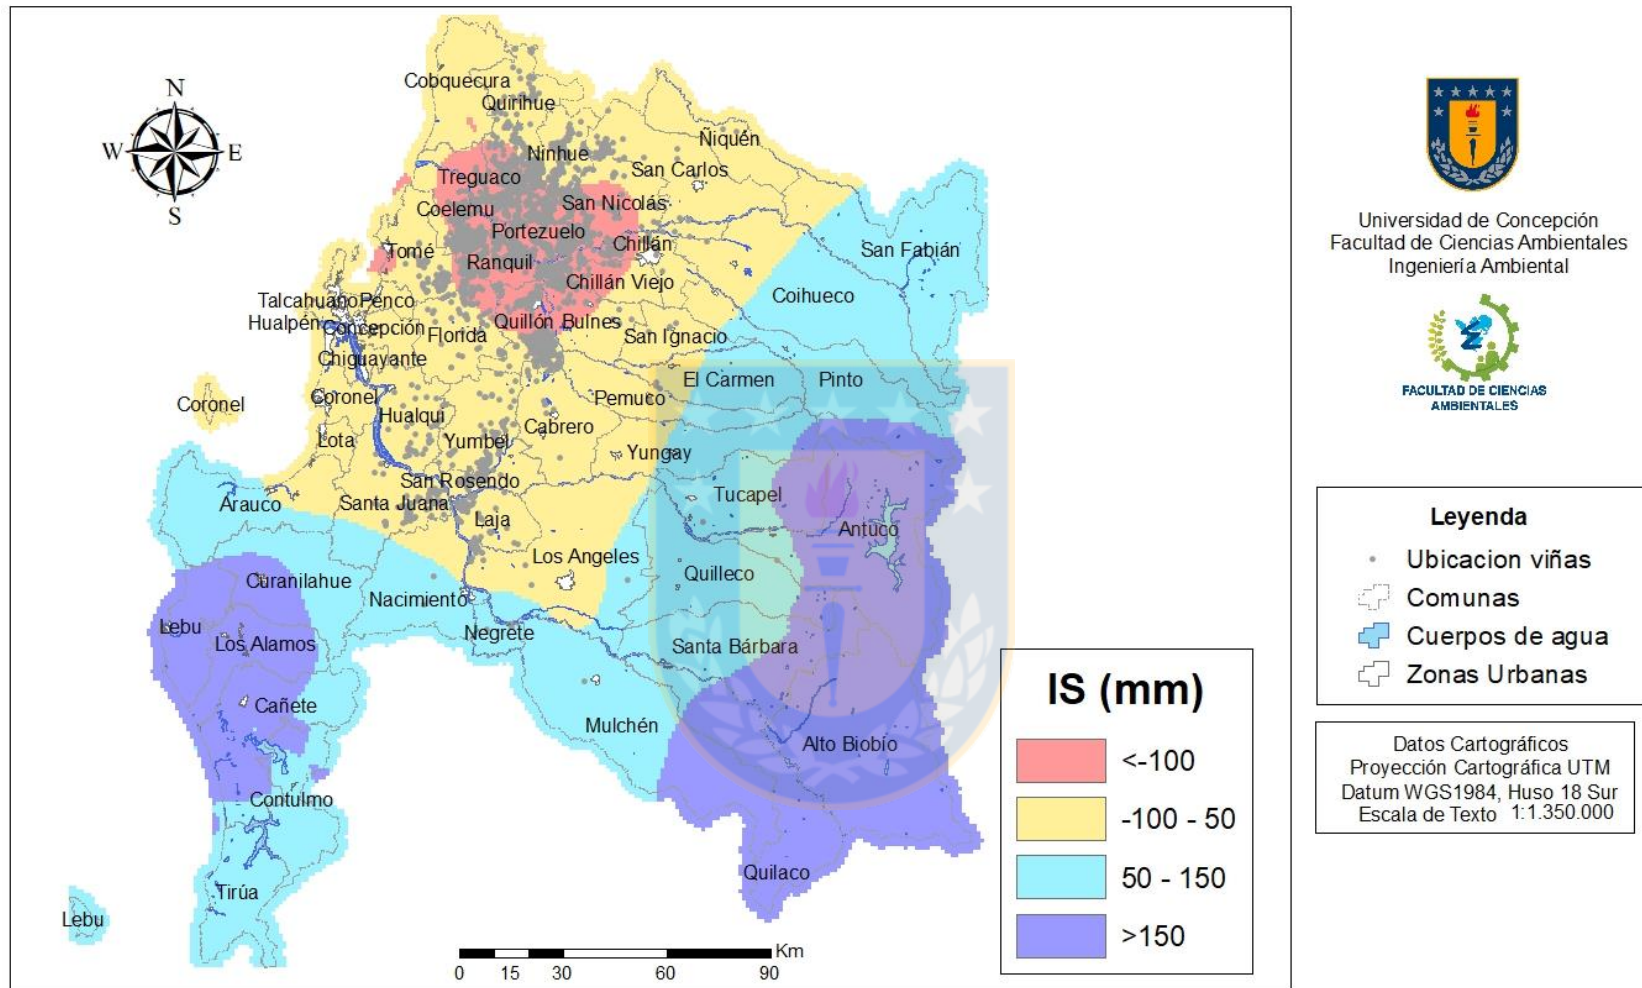 N
W
E
S
Cobquecura
Quirihue
Ñiquén
Ninhue
San Carlos
Treguaco
San Nicolás
Coelemu
Portezuelo
Chillán
Tomé
San Fabián
Ranquil
Chillán Viejo
Coihueco
Talcahuano
Penco
Hualpén
Concepción
Florida
Quillón
Bulnes
San Ignacio
Chiguayante
El Carmen
Pinto
Coronel
Coronel
Pemuco
Hualqui
Cabrero
Lota
Yumbel
Yungay
San Rosendo
Arauco
Santa Juana
Tucapel
Laja
Antuco
Los Angeles
Curanilahue
Quilleco
Nacimiento
Lebu
Negrete
Los Alamos
Santa Bárbara
Cañete
Mulchén
Alto Biobío
Contulmo
Quilaco
Tirúa
Lebu
Km
0 15 30 60 90
IS (mm)
<-100
-100 - 50
50 - 150
>150
Universidad de Concepción
Facultad de Ciencias Ambientales
Ingeniería Ambiental
FACULTAD DE CIENCIAS
AMBIENTALES
Leyenda
Ubicacion viñas
Comunas
Cuerpos de agua
Zonas Urbanas
Datos Cartográficos
Proyección Cartográfica UTM
Datum WGS1984, Huso 18 Sur
Escala de Texto 1:1.350.000